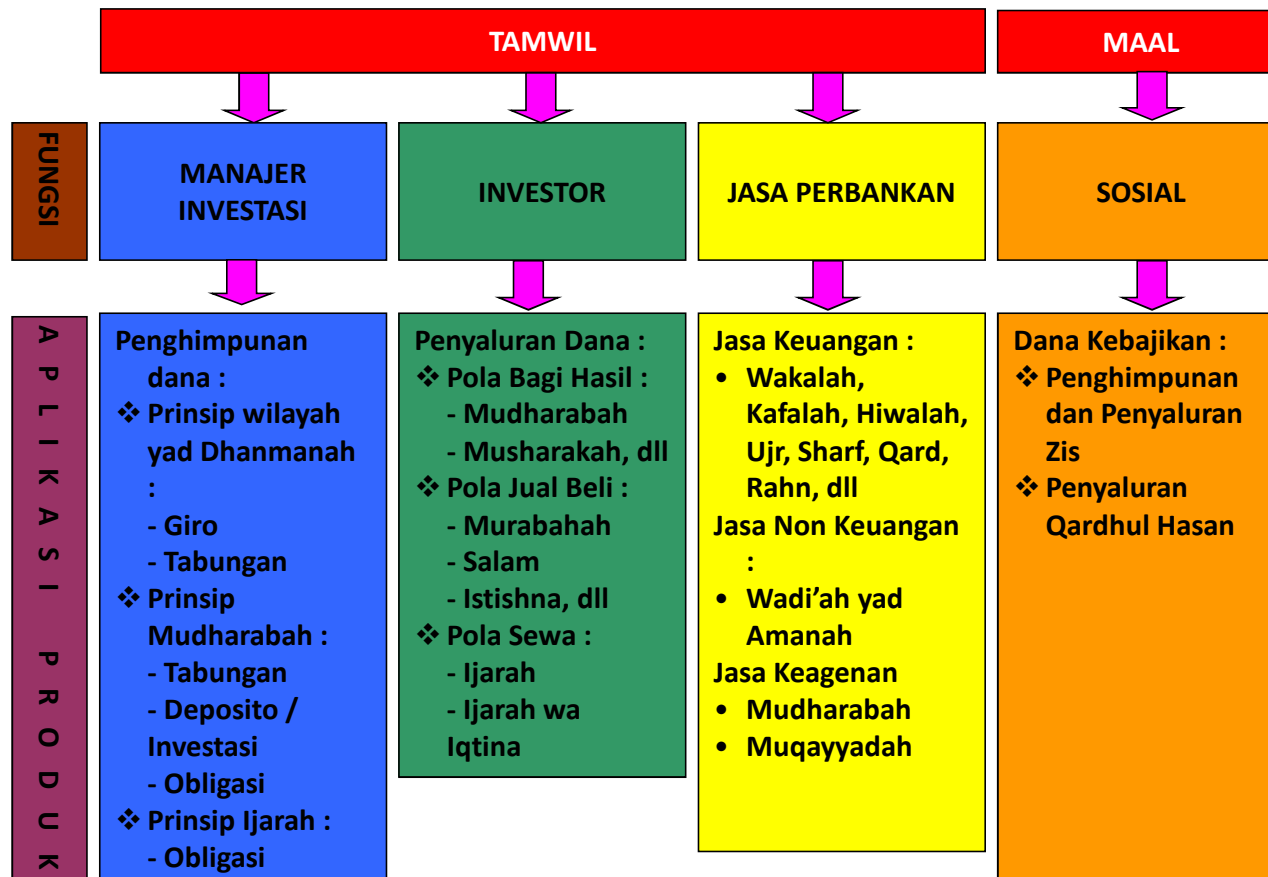 TAMWIL
MAAL
FUNGSI
MANAJER
INVESTASI
INVESTOR
JASA PERBANKAN
SOSIAL
APLIKASI PRODUK
Penghimpunan
dana :
❖ Prinsip wilayah
yad Dhanmanah
:
- Giro
- Tabungan
❖ Prinsip
Mudharabah :
- Tabungan
- Deposito /
Investasi
- Obligasi
❖ Prinsip Ijarah :
- Obligasi
Penyaluran Dana :
❖ Pola Bagi Hasil :
- Mudharabah
- Musharakah, dll
❖ Pola Jual Beli :
- Murabahah
- Salam
- Istishna, dll
❖ Pola Sewa :
- Ijarah
- Ijarah wa
Iqtina
Jasa Keuangan :
• Wakalah,
Kafalah, Hiwalah,
Ujr, Sharf, Qard,
Rahn, dll
Jasa Non Keuangan
:
• Wadi’ah yad
Amanah
Jasa Keagenan
• Mudharabah
• Muqayyadah
Dana Kebajikan :
❖ Penghimpunan
dan Penyaluran
Zis
❖ Penyaluran
Qardhul Hasan